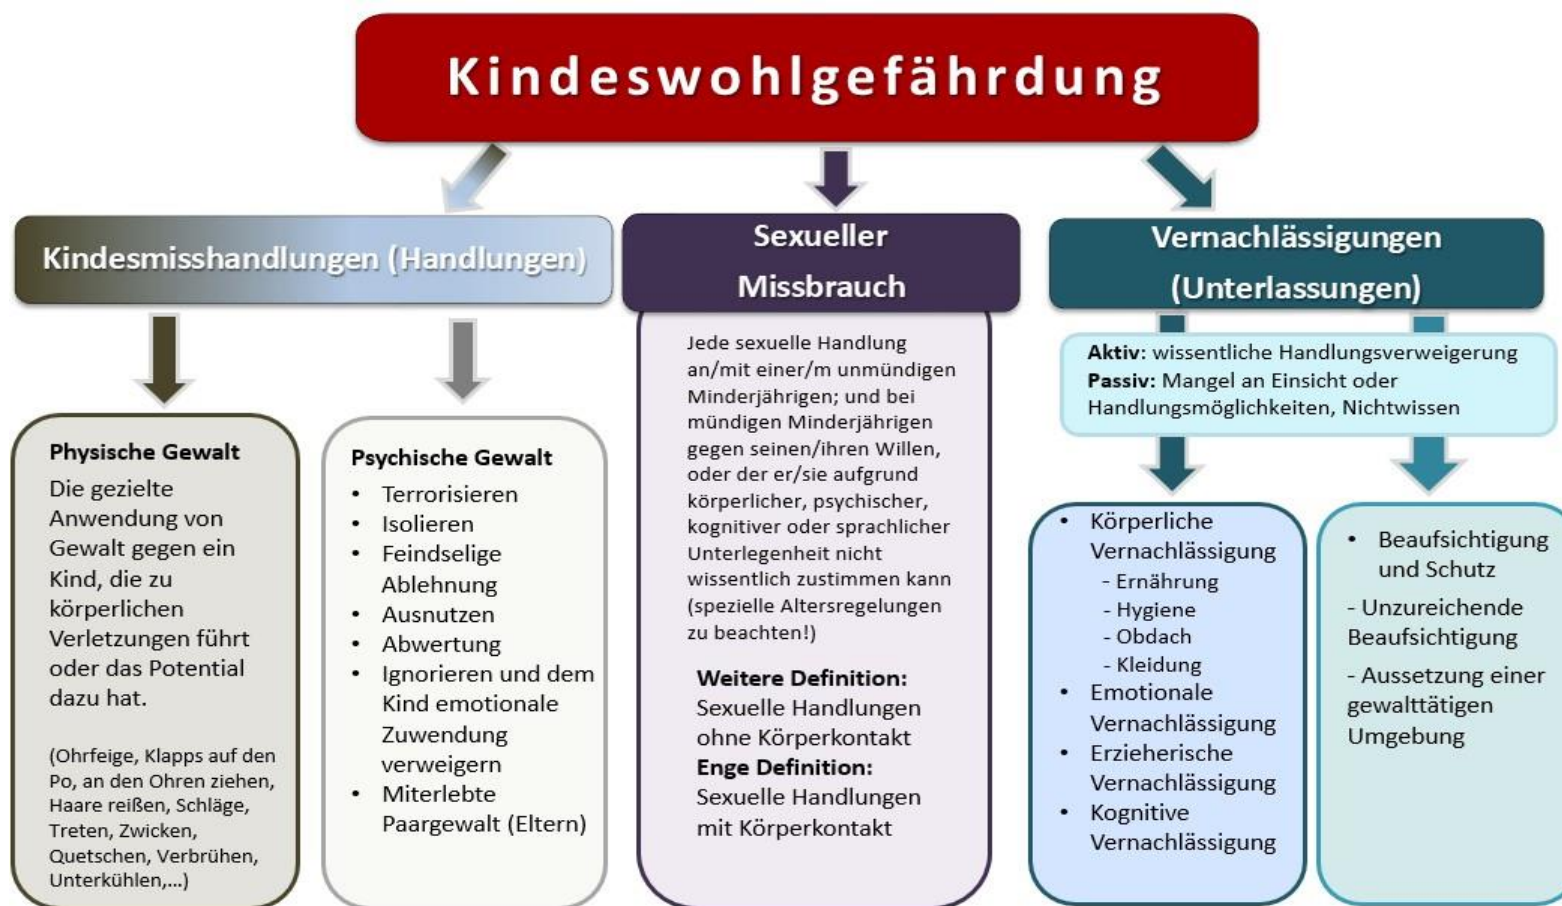 Kindeswohlgefährdung
Kindesmisshandlungen (Handlungen)
Physische Gewalt
Die gezielte
Anwendung von
Gewalt gegen ein
Kind, die zu
körperlichen
Verletzungen führt
oder das Potential
dazu hat.
(Ohrfeige, Klapps auf den
Po, an den Ohren ziehen,
Haare reißen, Schläge,
Treten, Zwicken,
Quetschen, Verbrühen,
Unterkühlen,...)
Psychische Gewalt
• Terrorisieren
• Isolieren
• Feindselige
Ablehnung
• Ausnutzen
• Abwertung
• Ignorieren und dem
Kind emotionale
Zuwendung
verweigern
• Miterlebte
Paargewalt (Eltern)
Sexueller
Missbrauch
Jede sexuelle Handlung
an/mit einer/m unmündigen
Minderjährigen; und bei
mündigen Minderjährigen
gegen seinen/ihren Willen,
oder der er/sie aufgrund
körperlicher, psychischer,
kognitiver oder sprachlicher
Unterlegenheit nicht
wissentlich zustimmen kann
(spezielle Altersregelungen
zu beachten!)
Weitere Definition:
Sexuelle Handlungen
ohne Körperkontakt
Enge Definition:
Sexuelle Handlungen
mit Körperkontakt
Vernachlässigungen
(Unterlassungen)
Aktiv: wissentliche Handlungsverweigerung
Passiv: Mangel an Einsicht oder
Handlungsmöglichkeiten, Nichtwissen
• Körperliche
Vernachlässigung
- Ernährung
- Hygiene
- Obdach
- Kleidung
• Emotionale
Vernachlässigung
• Erzieherische
Vernachlässigung
• Kognitive
Vernachlässigung
• Beaufsichtigung
und Schutz
- Unzureichende
Beaufsichtigung
- Aussetzung einer
gewalttätigen
Umgebung